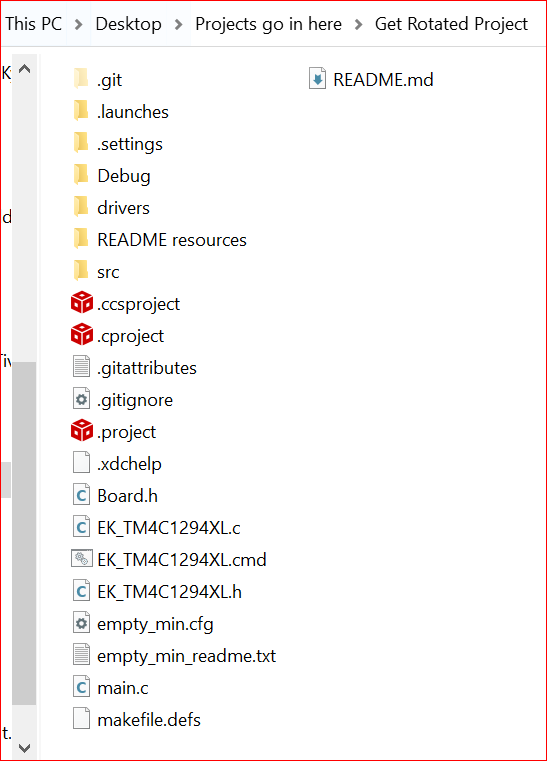 This PC > Desktop > Projects go in here > Get Rotated Project
.git
.launches
.settings
Debug
drivers
README resources
src
.ccsproject
.cproject
.gitattributes
.gitignore
.project
.xdchelp
Board.h
EK_TM4C1294XL.c
EK_TM4C1294XL.cmd
EK_TM4C1294XL.h
empty_min.cfg
empty_min_readme.txt
main.c
makefile.defs
README.md